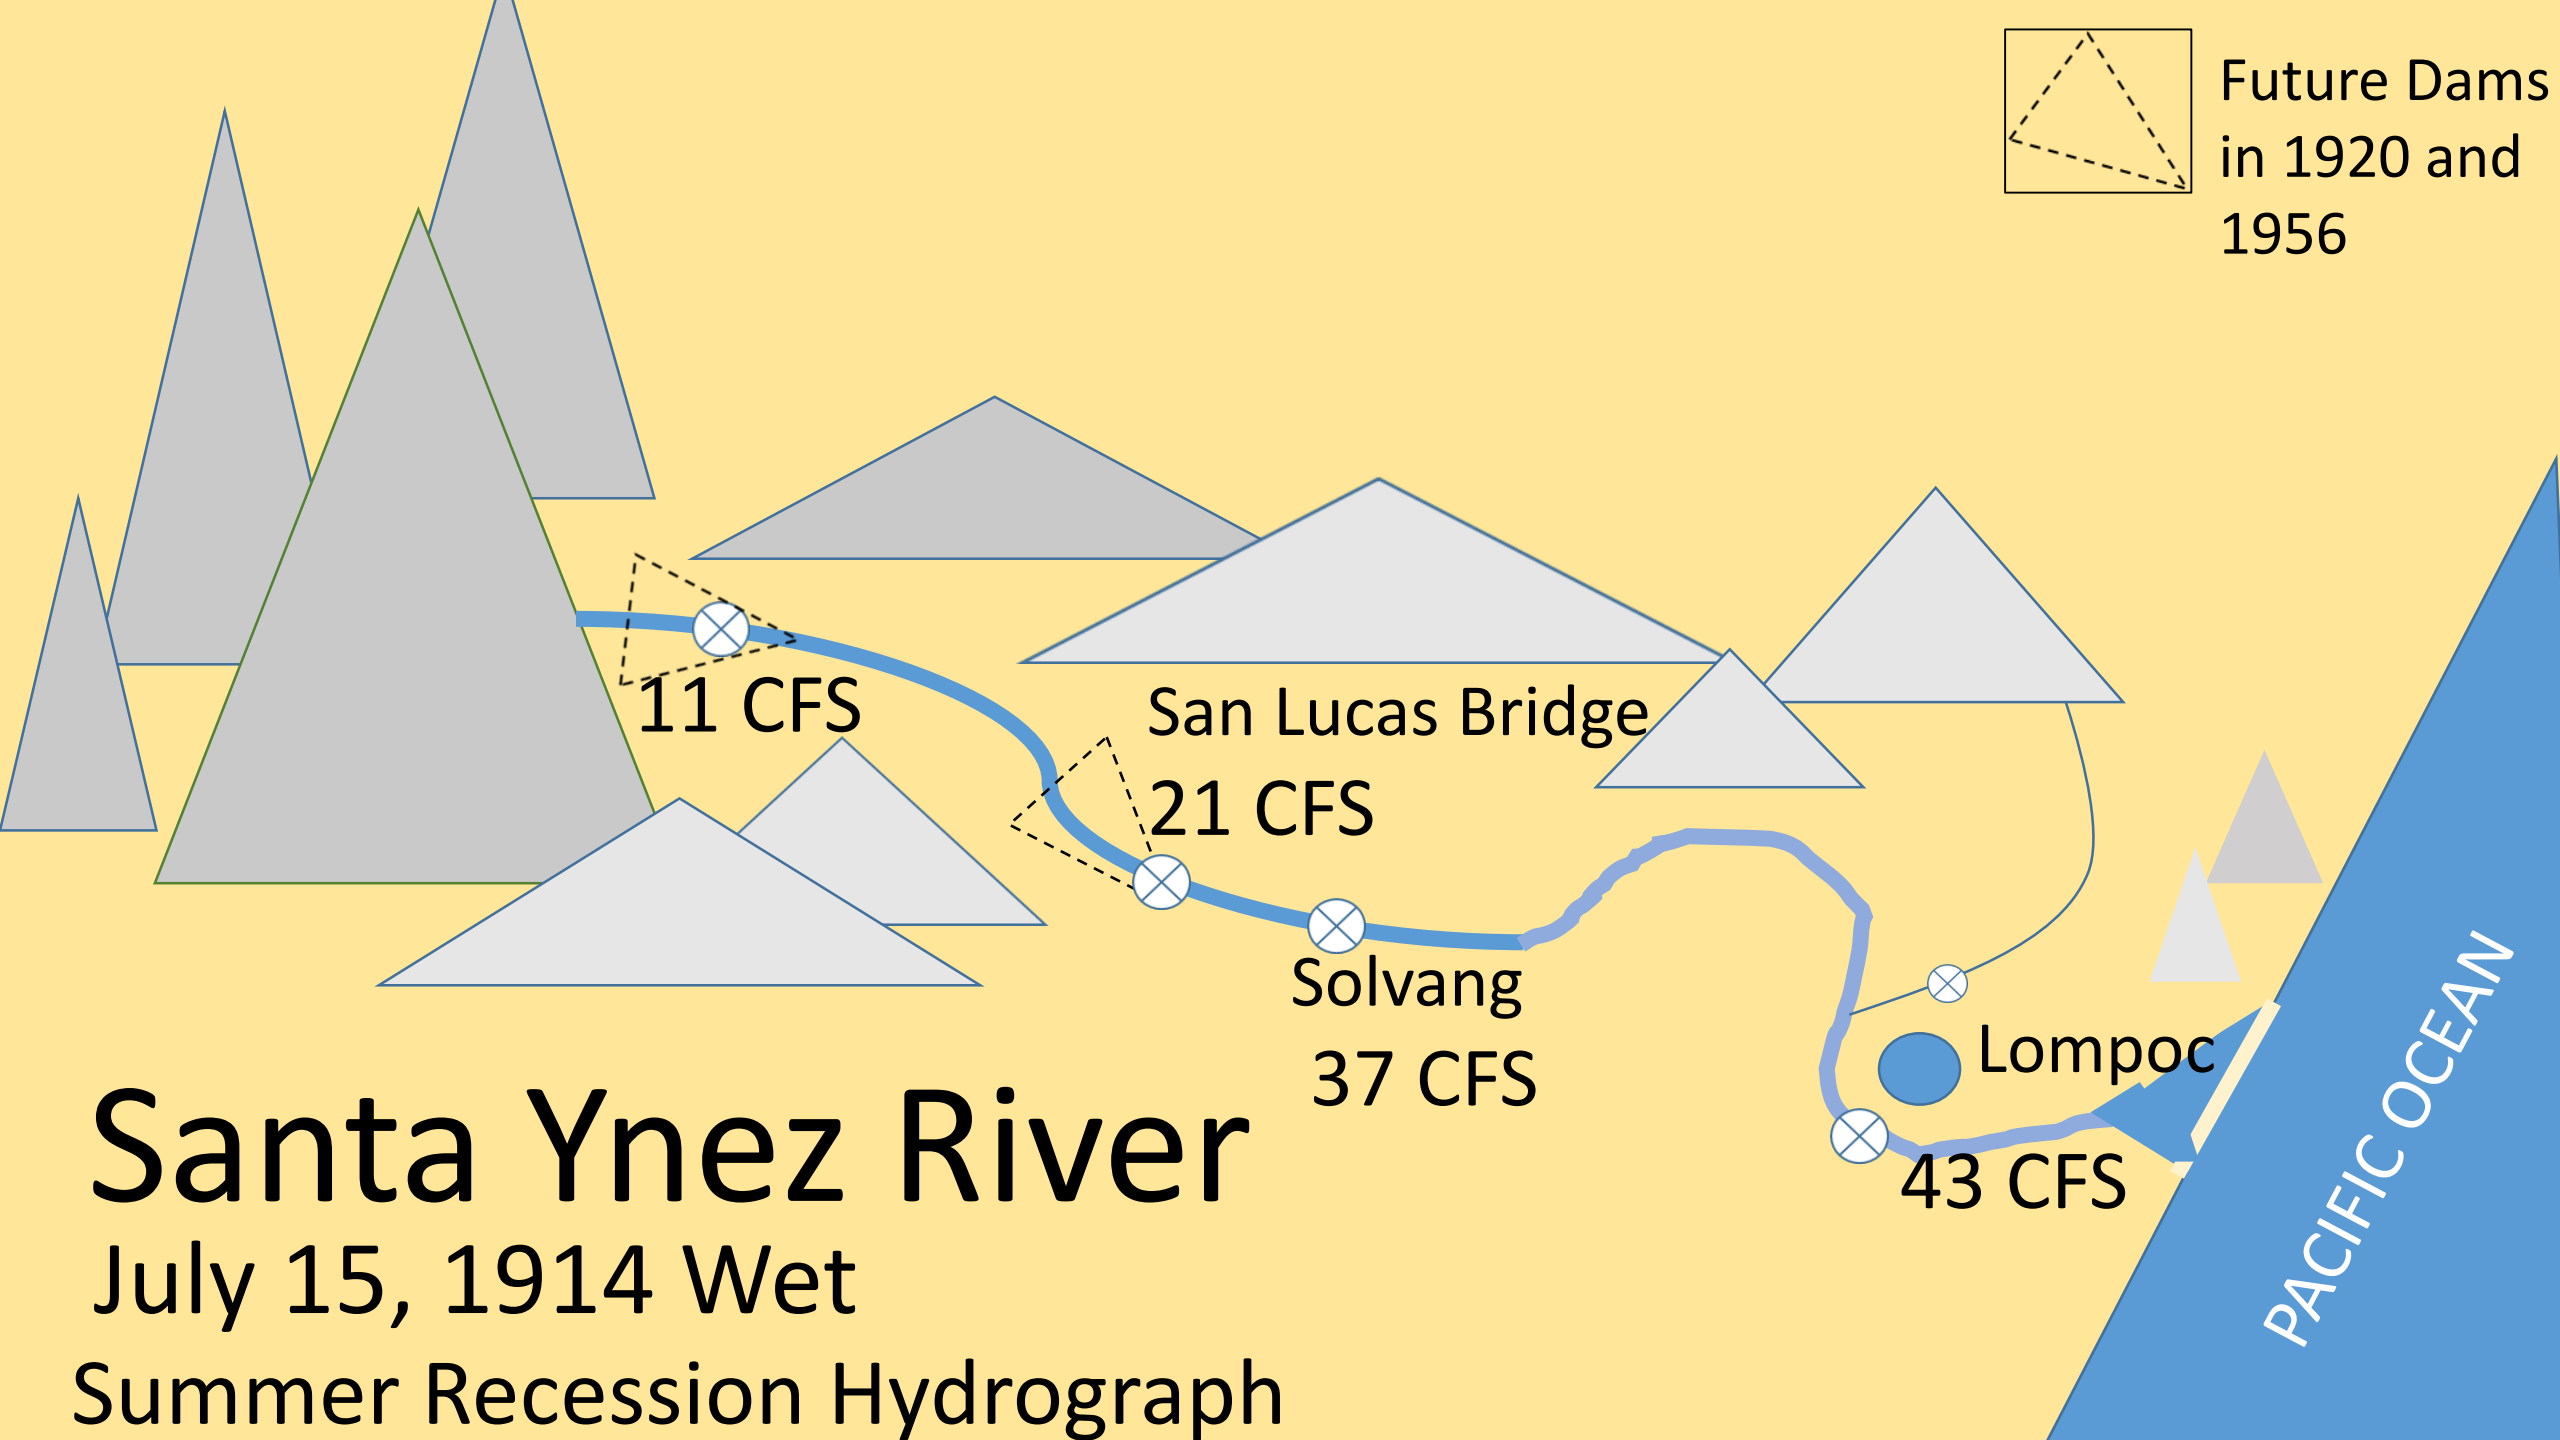 Future Dams
in 1920 and
1956
11 CFS
San Lucas Bridge
21 CFS
Solvang
37 CFS
Lompoc
43 CFS
PACIFIC OCEAN
Santa Ynez River
July 15, 1914 Wet
Summer Recession Hydrograph